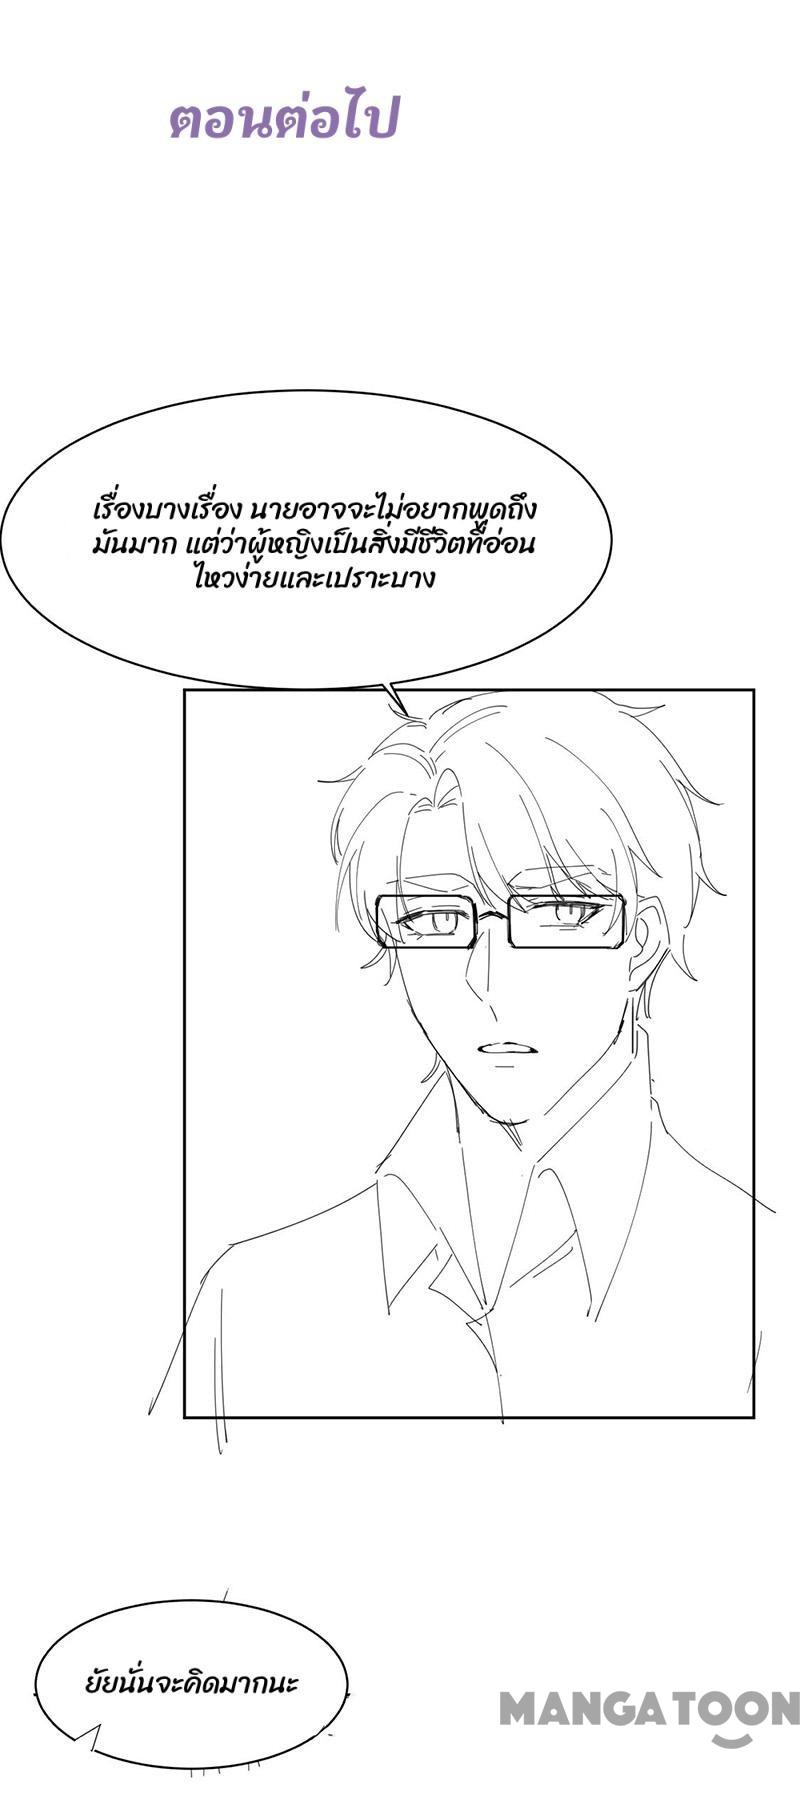 ตอนต่อไป
เรื่องบางเรื่อง นายอาจจะไม่อยากพูดถึง
มันมาก แต่ว่าผู้หญิงเป็นสิ่งมีชีวิตที่อ่อน
ไหวง่ายและเปราะบาง
ยัยนั่นจะคิดมากนะ
MANGATOON